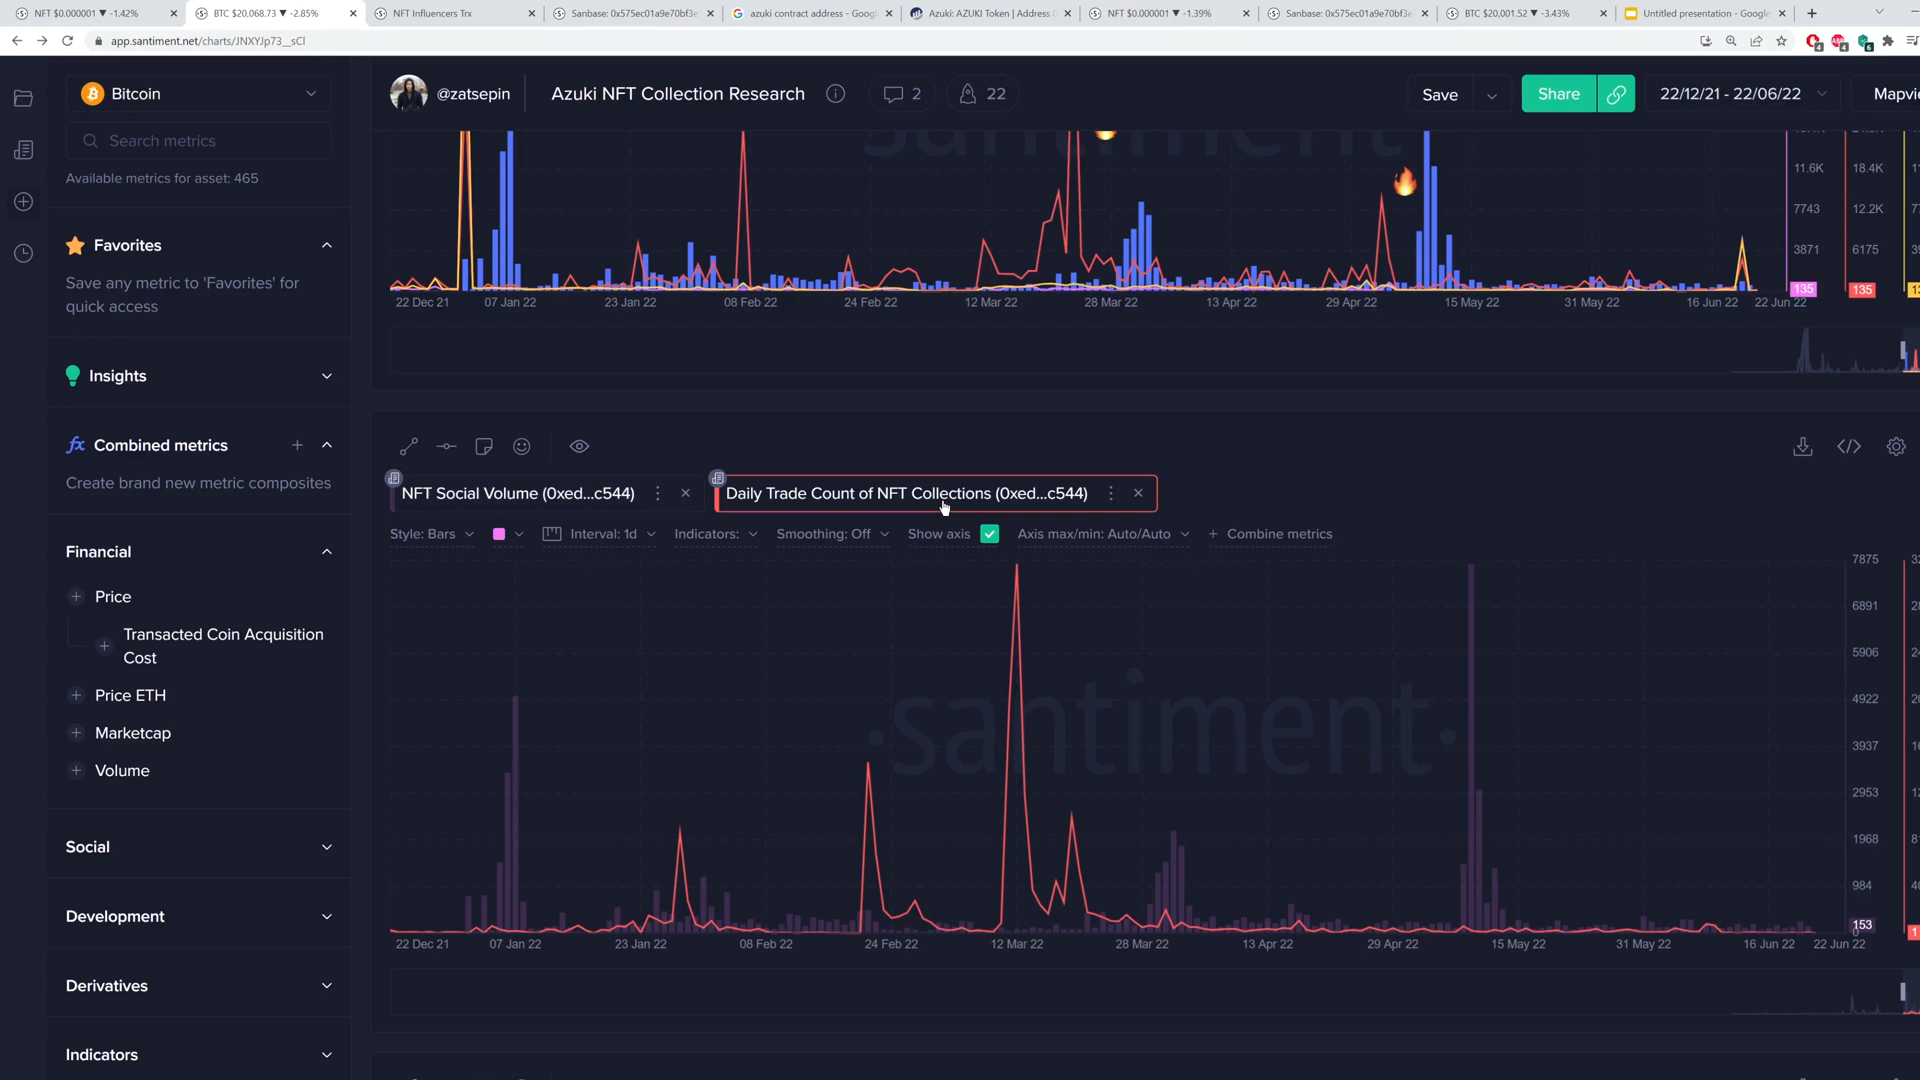 NFT $0.000001 ▼ -1.42%
BTC $20,068.73 ▼ -2.85%
NFT Influencers Trx
Sanbase: 0x575ec01a9e70bf3e
azuki contract address - Googl
Azuki: AZUKI Token | Address
NFT $0.000001 ▼ -1.39%
Sanbase: 0x575ec01a9e70bf3e
BTC $20,001.52 ▼ -3.43%
Untitled presentation - Google
app.santiment.net/charts/JNXYJp73__sCl
Bitcoin
@zatsepin
Azuki NFT Collection Research
2
22
Save
Share
22/12/21 - 22/06/22
Mapvie
Search metrics
Available metrics for asset: 465
Favorites
Save any metric to 'Favorites' for
quick access
Insights
Combined metrics
Create brand new metric composites
Financial
Price
Transacted Coin Acquisition
Cost
Price ETH
Marketcap
Volume
Social
Development
Derivatives
Indicators
santiment
11.6K
18.4K
7743
12.2K
3871
6175
135
135
22 Dec 21
07 Jan 22
23 Jan 22
08 Feb 22
24 Feb 22
12 Mar 22
28 Mar 22
13 Apr 22
29 Apr 22
15 May 22
31 May 22
16 Jun 22
22 Jun 22
NFT Social Volume (0xed...c544)
Daily Trade Count of NFT Collections (0xed...c544)
Style: Bars
Interval: 1d
Indicators:
Smoothing: Off
Show axis
Axis max/min: Auto/Auto
+ Combine metrics
·santiment·
7875
6891
5906
4922
3937
2953
1968
984
153
0
22 Dec 21
07 Jan 22
23 Jan 22
08 Feb 22
24 Feb 22
12 Mar 22
28 Mar 22
13 Apr 22
29 Apr 22
15 May 22
31 May 22
16 Jun 22
22 Jun 22